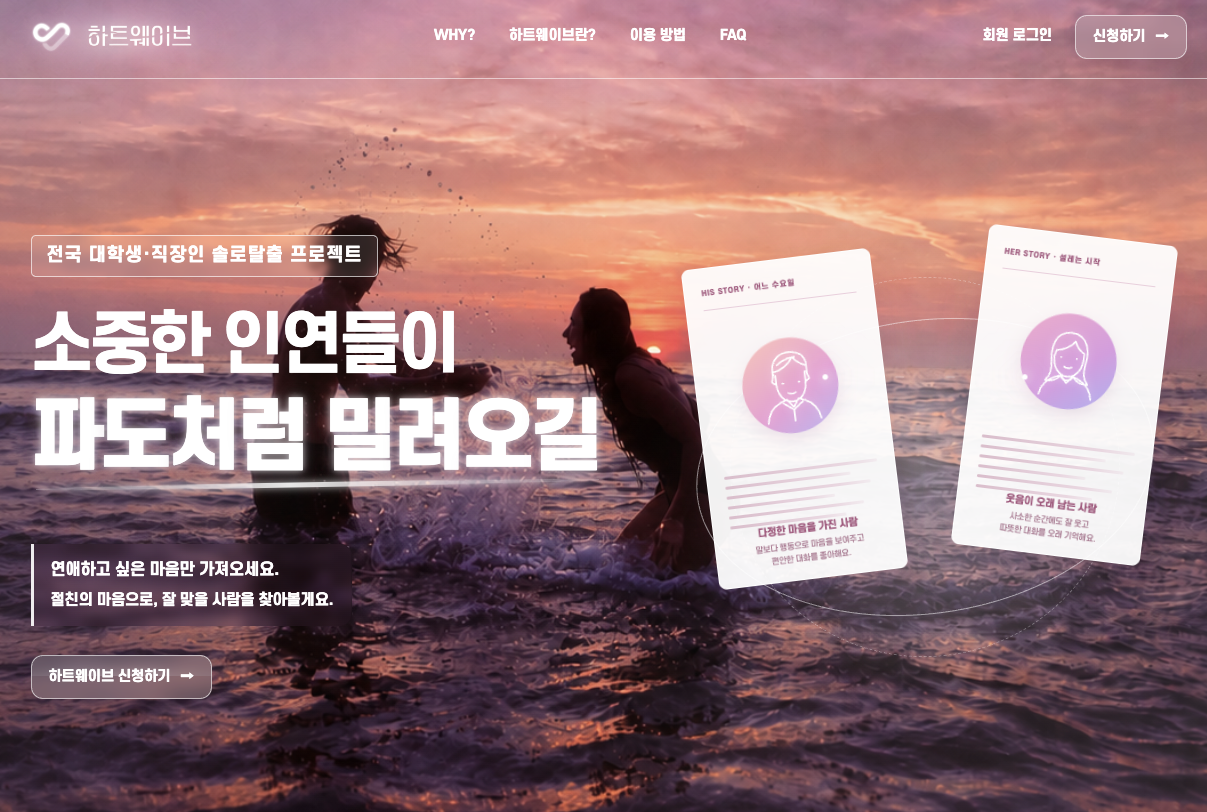 하트웨이브
WHY?
하트웨이브란?
이용 방법
FAQ
회원 로그인
신청하기 →
전국 대학생·직장인 솔로탈출 프로젝트
소중한 인연들이
파도처럼 밀려오길
연애하고 싶은 마음만 가져오세요.
절친의 마음으로, 잘 맞을 사람을 찾아볼게요.
하트웨이브 신청하기 →
HIS STORY · 어느 수요일
다정한 마음을 가진 사람
말보다 행동으로 마음을 보여주고
편안한 대화를 좋아해요.
HER STORY · 설레는 시작
웃음이 오래 남는 사람
사소한 순간에도 잘 웃고
따뜻한 대화를 오래 기억해요.